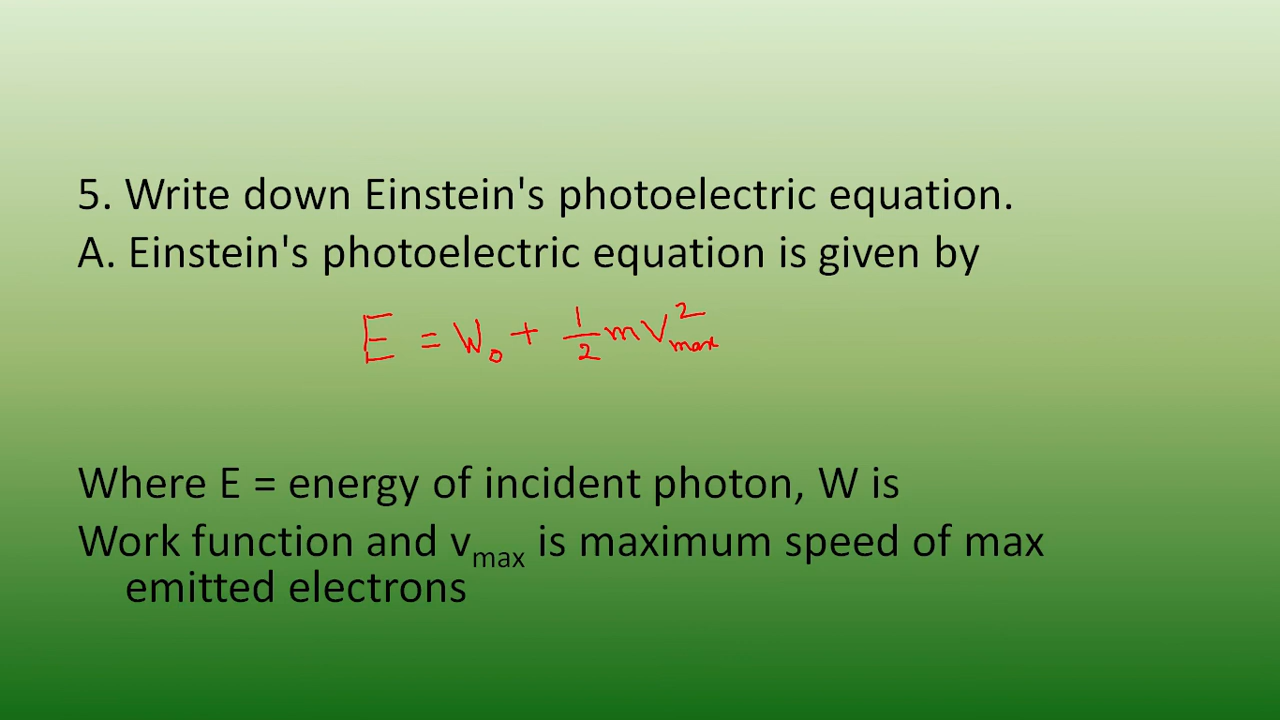 5. Write down Einstein's photoelectric equation.
A. Einstein's photoelectric equation is given by
E = W₀ + 1/2 mv²max
Where E = energy of incident photon, W is
Work function and vmax is maximum speed of max
emitted electrons